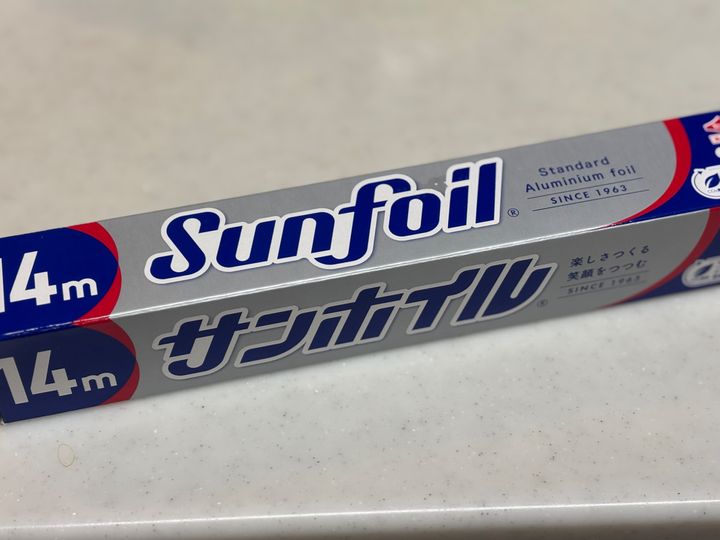 14m
Sunfoil®
Standard
Aluminium foil
SINCE 1963
14m
サンホイル®
楽しさつくる
笑顔をつつむ
SINCE 1963